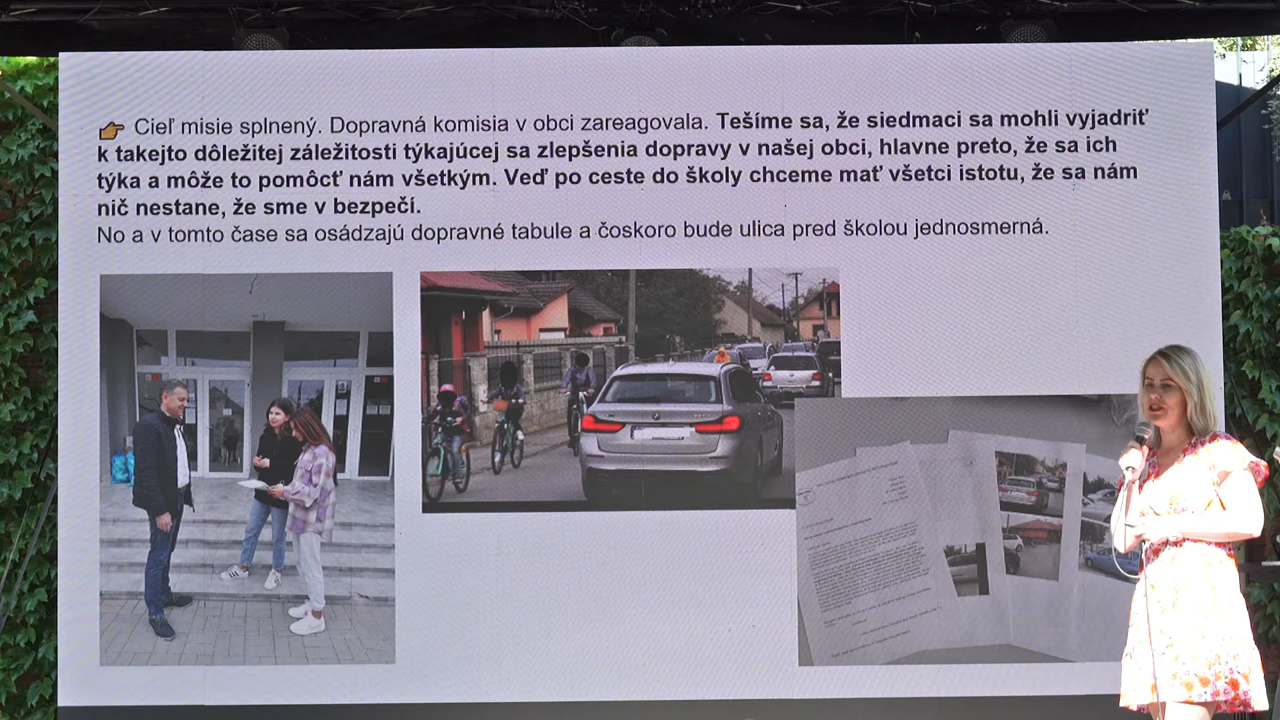 👉 Cieľ misie splnený. Dopravná komisia v obci zareagovala. Tešíme sa, že siedmaci sa mohli vyjadriť
k takejto dôležitej záležitosti týkajúcej sa zlepšenia dopravy v našej obci, hlavne preto, že sa ich
týka a môže to pomôcť nám všetkým. Veď po ceste do školy chceme mať všetci istotu, že sa nám
nič nestane, že sme v bezpečí.
No a v tomto čase sa osádzajú dopravné tabule a čoskoro bude ulica pred školou jednosmerná.